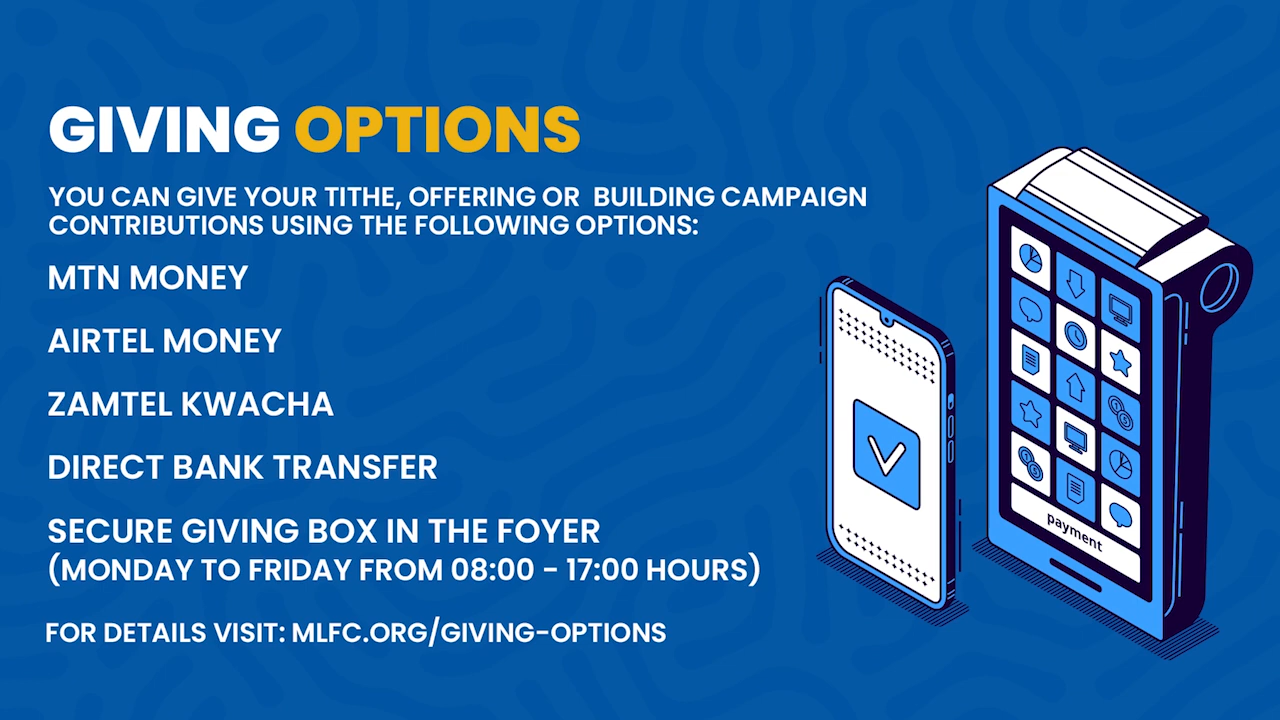 GIVING OPTIONS
YOU CAN GIVE YOUR TITHE, OFFERING OR  BUILDING CAMPAIGN
CONTRIBUTIONS USING THE FOLLOWING OPTIONS:
MTN MONEY
AIRTEL MONEY
ZAMTEL KWACHA
DIRECT BANK TRANSFER
SECURE GIVING BOX IN THE FOYER
(MONDAY TO FRIDAY FROM 08:00 - 17:00 HOURS)
FOR DETAILS VISIT: MLFC.ORG/GIVING-OPTIONS
payment